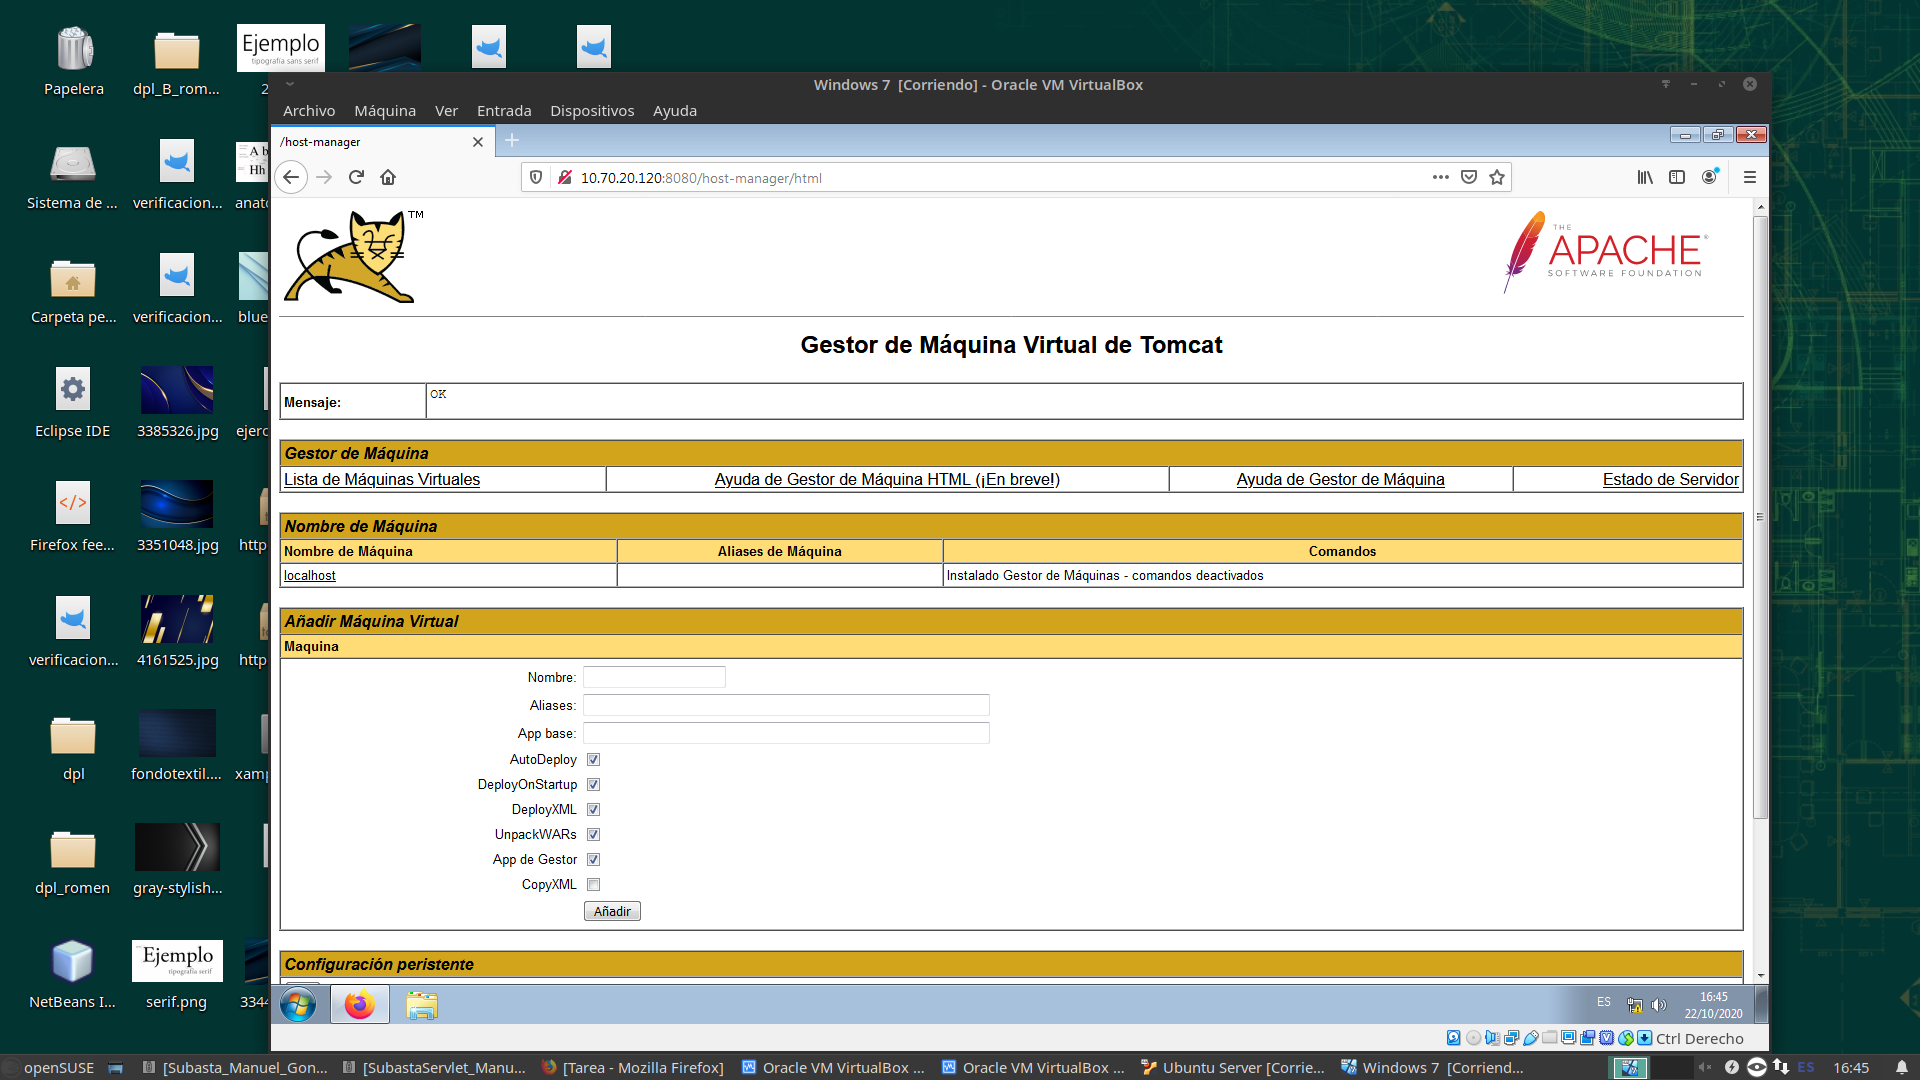 Ejemplo
tipografía sans serif
Papelera
dpl_B_rom...
2
Windows 7 [Corriendo] - Oracle VM VirtualBox
Archivo Máquina Ver Entrada Dispositivos Ayuda
/host-manager
10.70.20.120:8080/host-manager/html
Sistema de ...
verificacion...
anato
A b
Hh
TM
THE
APACHE
SOFTWARE FOUNDATION
Carpeta pe...
verificacion...
blue
Gestor de Máquina Virtual de Tomcat
Mensaje:
OK
Eclipse IDE
3385326.jpg
ejerc
Gestor de Máquina
Lista de Máquinas Virtuales
Ayuda de Gestor de Máquina HTML (¡En breve!)
Ayuda de Gestor de Máquina
Estado de Servidor
Nombre de Máquina
Firefox fee...
3351048.jpg
http
Nombre de Máquina
Aliases de Máquina
Comandos
localhost
Instalado Gestor de Máquinas - comandos deactivados
Añadir Máquina Virtual
Maquina
verificacion...
4161525.jpg
http
Nombre:
Aliases:
App base:
AutoDeploy
dpl
fondotextil....
xamp
DeployOnStartup
DeployXML
UnpackWARs
App de Gestor
CopyXML
dpl_romen
gray-stylish...
Añadir
Ejemplo
tipografía serif
Configuración peristente
NetBeans I...
serif.png
334
ES
16:45
22/10/2020
Ctrl Derecho
openSUSE
[Subasta_Manuel_Gon...
[SubastaServlet_Manu...
[Tarea - Mozilla Firefox]
Oracle VM VirtualBox ...
Oracle VM VirtualBox ...
Ubuntu Server [Corrie...
Windows 7 [Corriend...
ES
16:45